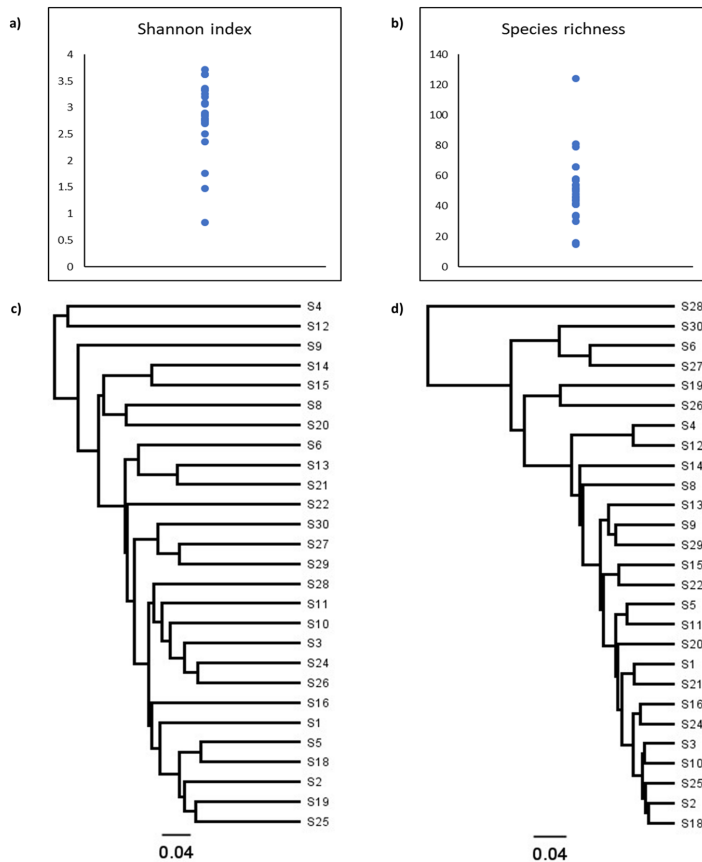 a)
Shannon index
4
3.5
3
2.5
2
1.5
1
0.5
0
b)
Species richness
140
120
100
80
60
40
20
0
c)
S4
S12
S9
S14
S15
S8
S20
S6
S13
S21
S22
S30
S27
S29
S28
S11
S10
S3
S24
S26
S16
S1
S5
S18
S2
S19
S25
0.04
d)
S28
S30
S6
S27
S19
S26
S4
S12
S14
S8
S13
S9
S29
S15
S22
S5
S11
S20
S1
S21
S16
S24
S3
S10
S25
S2
S18
0.04